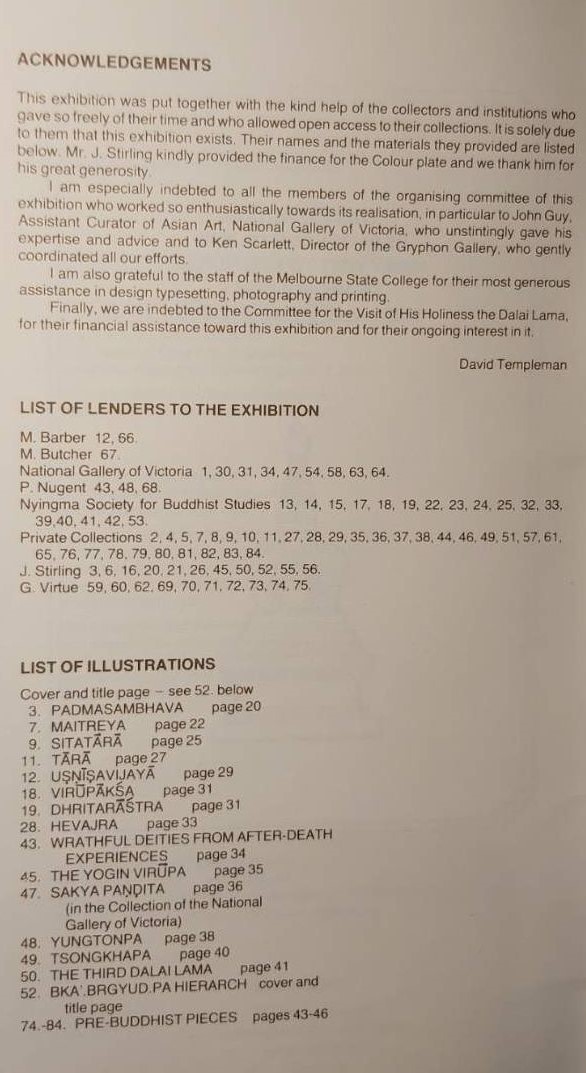 ACKNOWLEDGEMENTS
This exhibition was put together with the kind help of the collectors and institutions who
gave so freely of their time and who allowed open access to their collections. It is solely due
to them that this exhibition exists. Their names and the materials they provided are listed
below. Mr. J. Stirling kindly provided the finance for the Colour plate and we thank him for
his great generosity.
I am especially indebted to all the members of the organising committee of this
exhibition who worked so enthusiastically towards its realisation, in particular to John Guy,
Assistant Curator of Asian Art, National Gallery of Victoria, who unstintingly gave his
expertise and advice and to Ken Scarlett, Director of the Gryphon Gallery, who gently
coordinated all our efforts.
I am also grateful to the staff of the Melbourne State College for their most generous
assistance in design typesetting, photography and printing.
Finally, we are indebted to the Committee for the Visit of His Holiness the Dalai Lama,
for their financial assistance toward this exhibition and for their ongoing interest in it.
David Templeman
LIST OF LENDERS TO THE EXHIBITION
M. Barber 12, 66.
M. Butcher 67.
National Gallery of Victoria 1, 30, 31, 34, 47, 54, 58, 63, 64.
P. Nugent 43, 48, 68.
Nyingma Society for Buddhist Studies 13, 14, 15, 17, 18, 19, 22, 23, 24, 25, 32, 33,
39,40, 41, 42, 53.
Private Collections 2, 4, 5, 7, 8, 9, 10, 11, 27, 28, 29, 35, 36, 37, 38, 44, 46, 49, 51, 57, 61,
65, 76, 77, 78, 79, 80, 81, 82, 83, 84.
J. Stirling 3, 6, 16, 20, 21, 26, 45, 50, 52, 55, 56.
G. Virtue 59, 60, 62, 69, 70, 71, 72, 73, 74, 75.
LIST OF ILLUSTRATIONS
Cover and title page – see 52. below
3. PADMASAMBHAVA page 20
7. MAITREYA page 22
9. SITATĀRĀ page 25
11. TĀRĀ page 27
12. UṢṆĪṢAVIJAYĀ page 29
18. VIRŪPĀKṢA page 31
19. DHRITARĀṢTRA page 31
28. HEVAJRA page 33
43. WRATHFUL DEITIES FROM AFTER-DEATH
EXPERIENCES page 34
45. THE YOGIN VIRŪPA page 35
47. SAKYA PAṆḌITA page 36
(in the Collection of the National
Gallery of Victoria)
48. YUNGTONPA page 38
49. TSONGKHAPA page 40
50. THE THIRD DALAI LAMA page 41
52. BKA'.BRGYUD.PA HIERARCH cover and
title page
74.-84. PRE-BUDDHIST PIECES pages 43-46